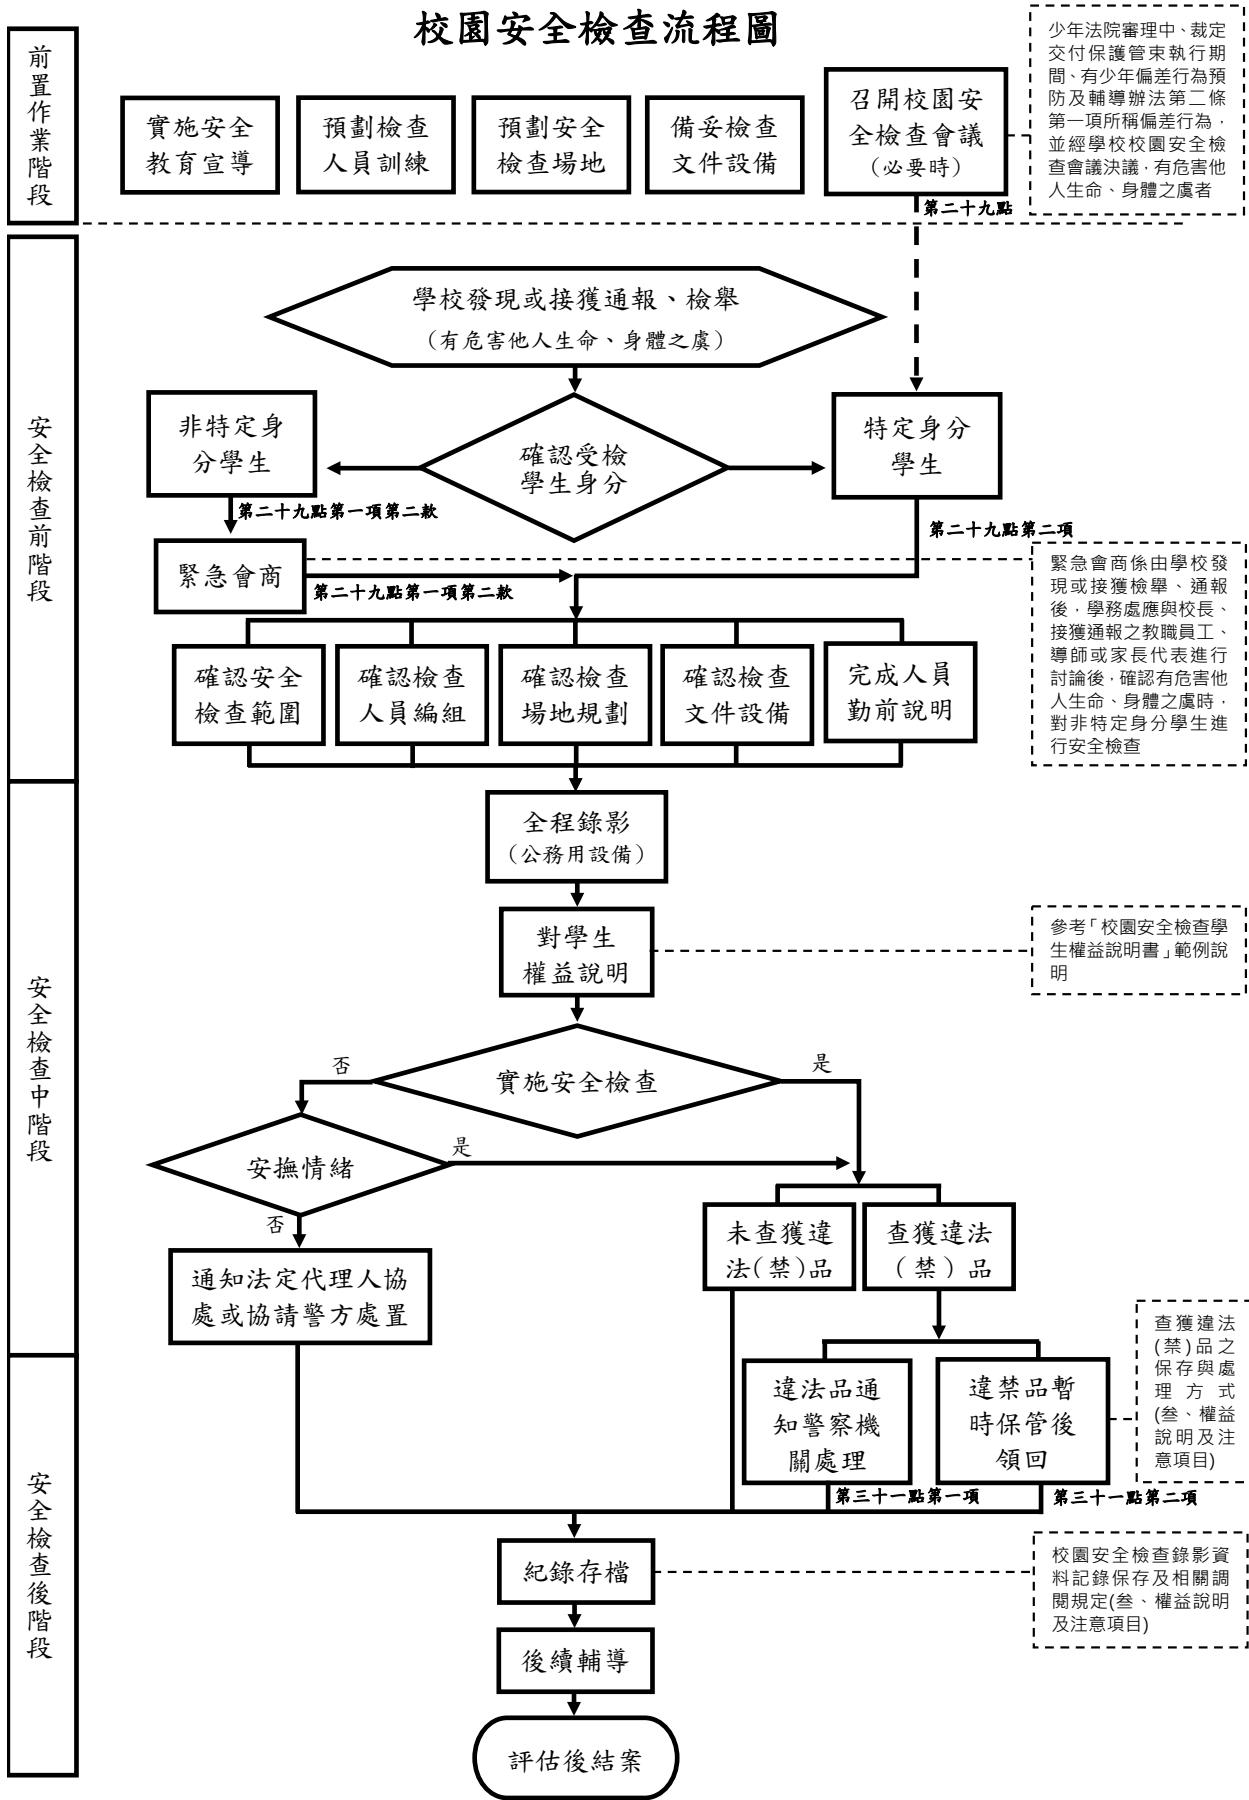 校園安全檢查流程圖
前置作業階段
實施安全
教育宣導
預劃檢查
人員訓練
預劃安全
檢查場地
備妥檢查
文件設備
召開校園安
全檢查會議
(必要時)
少年法院審理中、裁定
交付保護管束執行期
間、有少年偏差行為預
防及輔導辦法第二條
第一項所稱偏差行為，
並經學校校園安全檢
查會議決議，有危害他
人生命、身體之虞者
第二十九點
安全檢查前階段
學校發現或接獲通報、檢舉
(有危害他人生命、身體之虞)
非特定身
分學生
確認受檢
學生身分
特定身分
學生
第二十九點第一項第二款
第二十九點第二項
緊急會商
第二十九點第一項第二款
緊急會商係由學校發
現或接獲檢舉、通報
後，學務處應與校長、
接獲通報之教職員工、
導師或家長代表進行
討論後，確認有危害他
人生命、身體之虞時，
對非特定身分學生進
行安全檢查
確認安全
檢查範圍
確認檢查
人員編組
確認檢查
場地規劃
確認檢查
文件設備
完成人員
勤前說明
安全檢查中階段
全程錄影
(公務用設備)
對學生
權益說明
參考「校園安全檢查學
生權益說明書」範例說
明
實施安全檢查
否
是
安撫情緒
是
否
通知法定代理人協
處或協請警方處置
未查獲違
法(禁)品
查獲違法
(禁)品
查獲違法
(禁)品之
保存與處
理方式
(叁、權益
說明及注
意項目)
安全檢查後階段
違法品通
知警察機
關處理
違禁品暫
時保管後
領回
第三十一點第一項
第三十一點第二項
紀錄存檔
校園安全檢查錄影資
料記錄保存及相關調
閱規定(叁、權益說明
及注意項目)
後續輔導
評估後結案